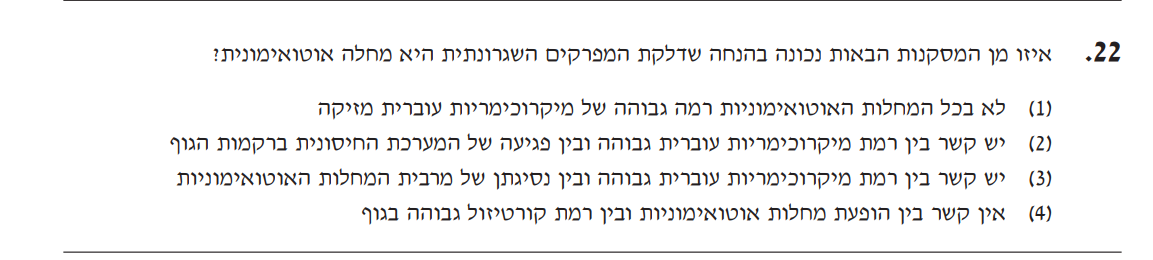 22. איזו מן המסקנות הבאות נכונה בהנחה שדלקת המפרקים השגרונתית היא מחלה אוטואימונית?
(1) לא בכל המחלות האוטואימוניות רמה גבוהה של מיקרוכימריות עוברית מזיקה
(2) יש קשר בין רמת מיקרוכימריות עוברית גבוהה ובין פגיעה של המערכת החיסונית ברקמות הגוף
(3) יש קשר בין רמת מיקרוכימריות עוברית גבוהה ובין נסיגתן של מרבית המחלות האוטואימוניות
(4) אין קשר בין הופעת מחלות אוטואימוניות ובין רמת קורטיזול גבוהה בגוף